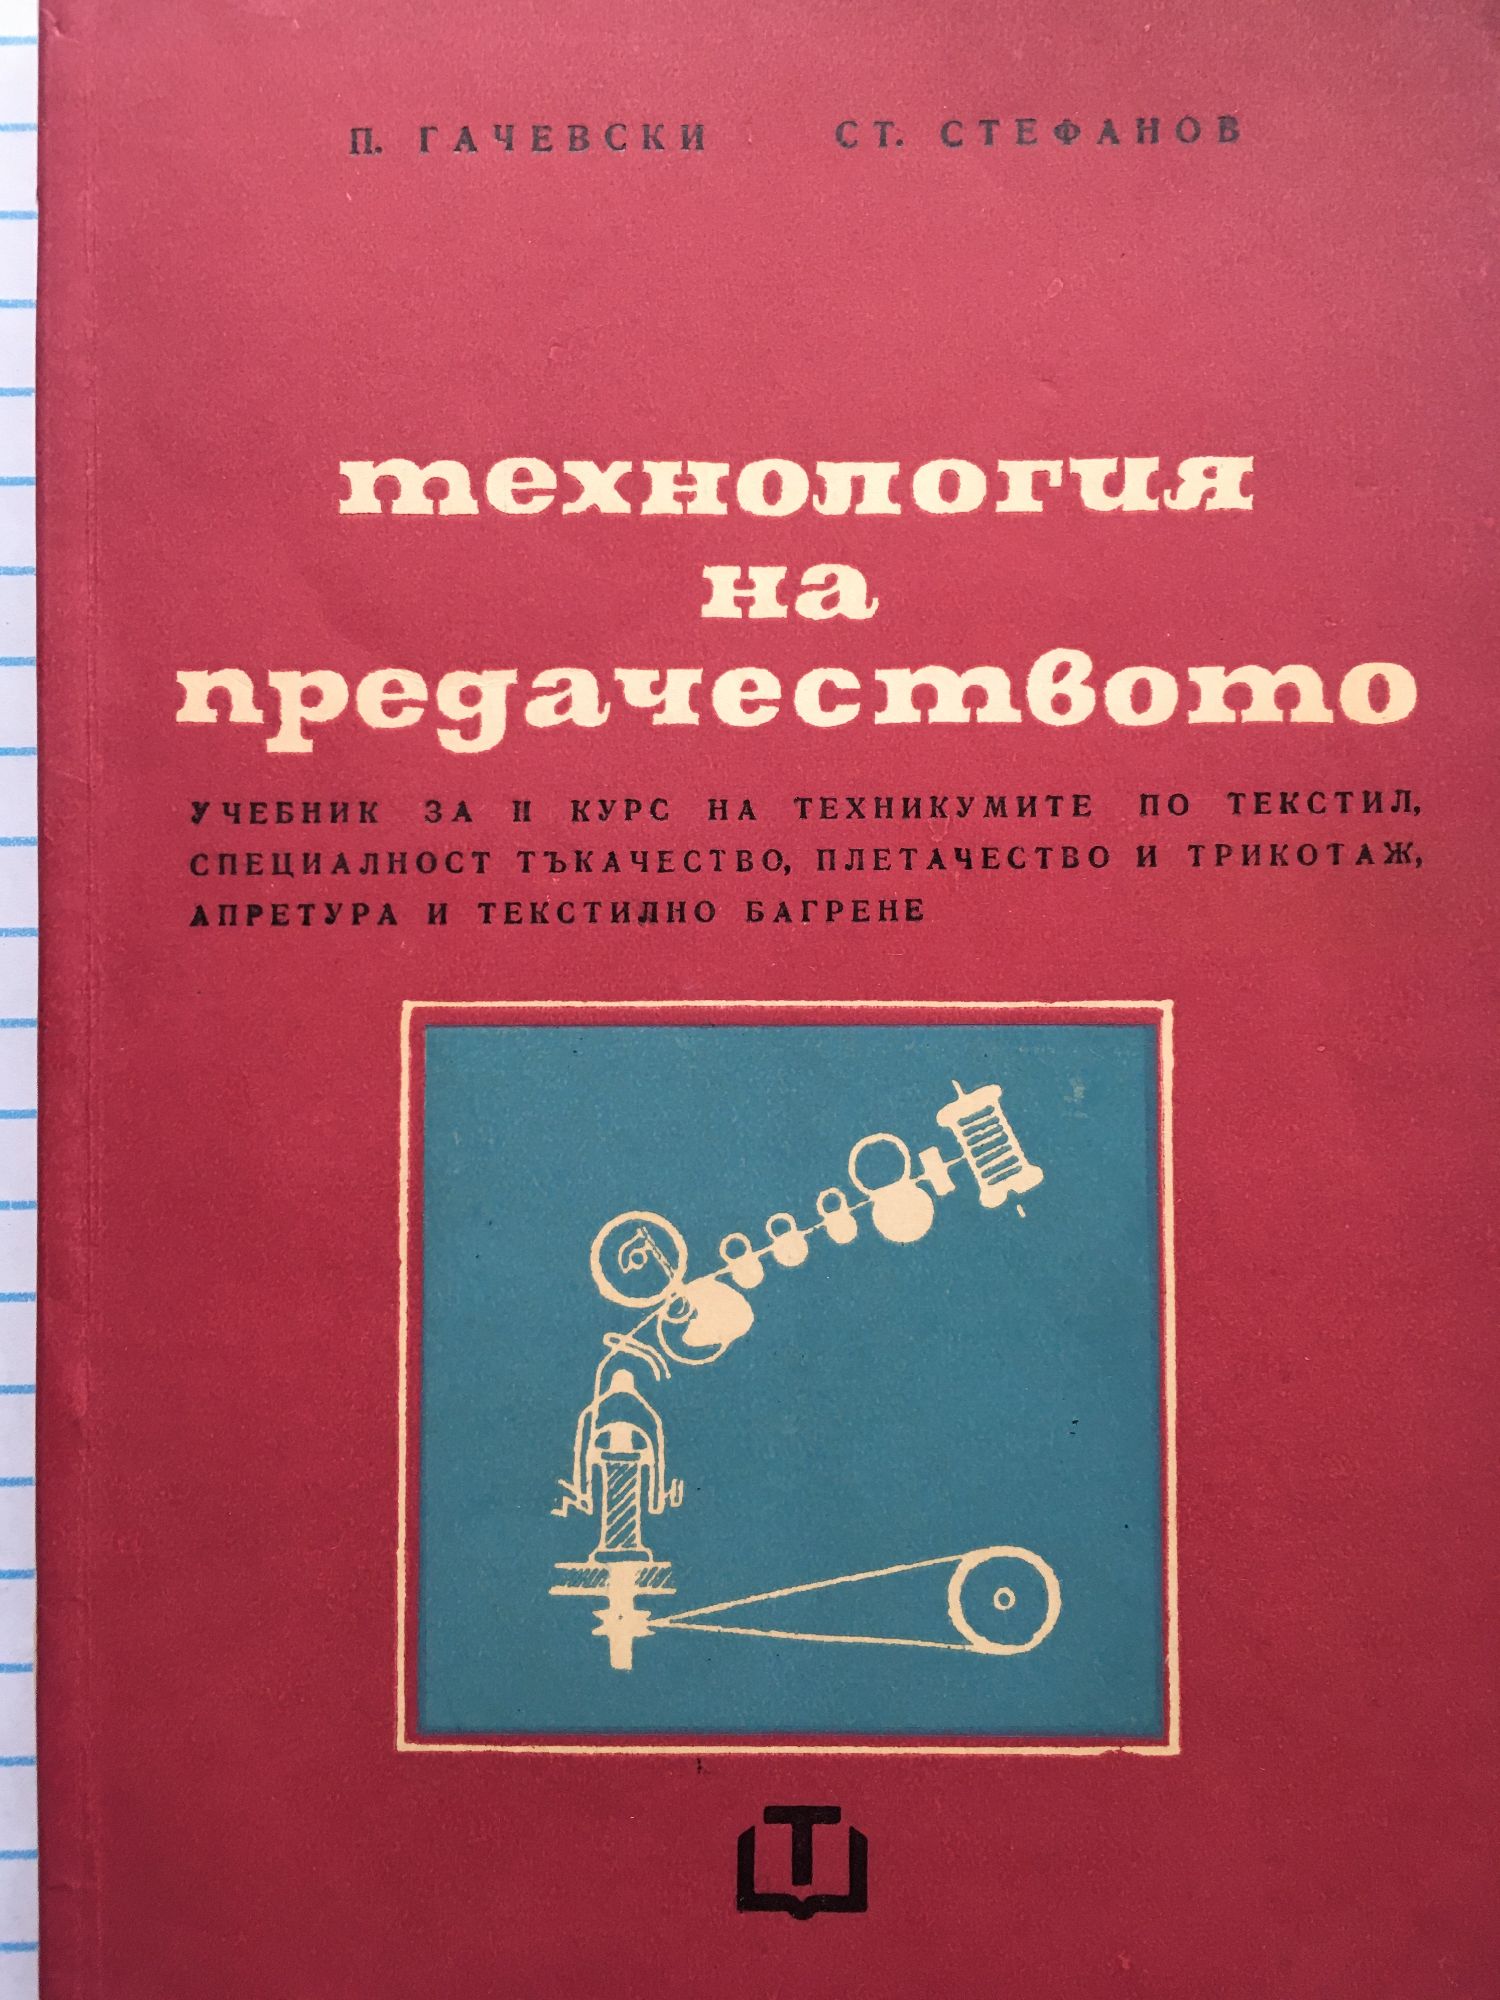 П. ГАЧЕВСКИ СТ. СТЕФАНОВ
технология
на
предачеството
УЧЕБНИК ЗА II КУРС НА ТЕХНИКУМИТЕ ПО ТЕКСТИЛ,
СПЕЦИАЛНОСТ ТЪКАЧЕСТВО, ПЛЕТАЧЕСТВО И ТРИКОТАЖ,
АПРЕТУРА И ТЕКСТИЛНО БАГРЕНЕ
Т